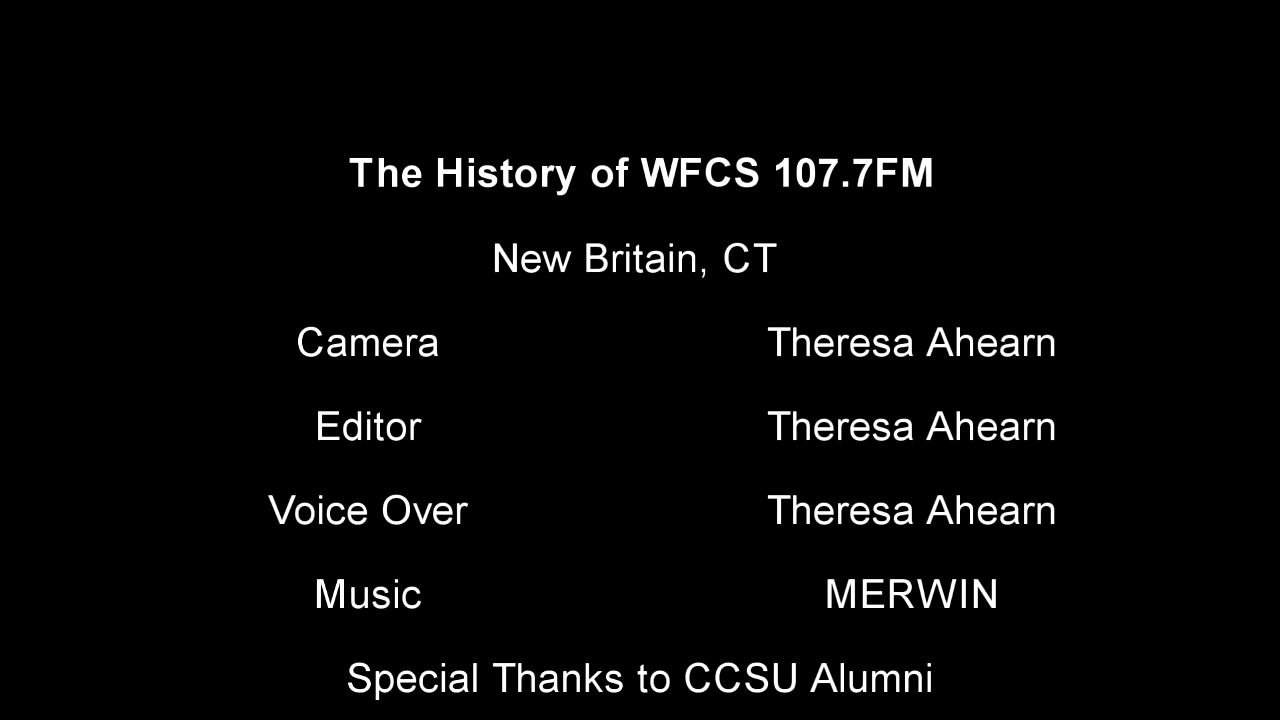 The History of WFCS 107.7FM
New Britain, CT
Camera Theresa Ahearn
Editor Theresa Ahearn
Voice Over Theresa Ahearn
Music MERWIN
Special Thanks to CCSU Alumni